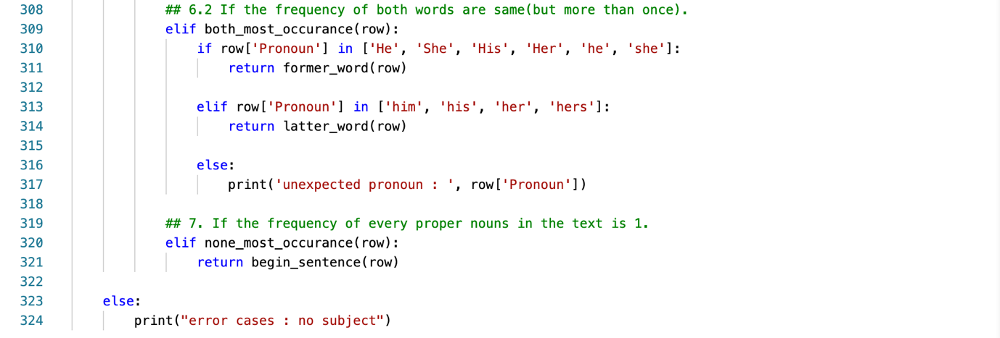 308 ## 6.2 If the frequency of both words are same(but more than once).
309 elif both_most_occurance(row):
310 if row['Pronoun'] in ['He', 'She', 'His', 'Her', 'he', 'she']:
311 return former_word(row)
312
313 elif row['Pronoun'] in ['him', 'his', 'her', 'hers']:
314 return latter_word(row)
315
316 else:
317 print('unexpected pronoun : ', row['Pronoun'])
318
319 ## 7. If the frequency of every proper nouns in the text is 1.
320 elif none_most_occurance(row):
321 return begin_sentence(row)
322
323 else:
324 print("error cases : no subject")